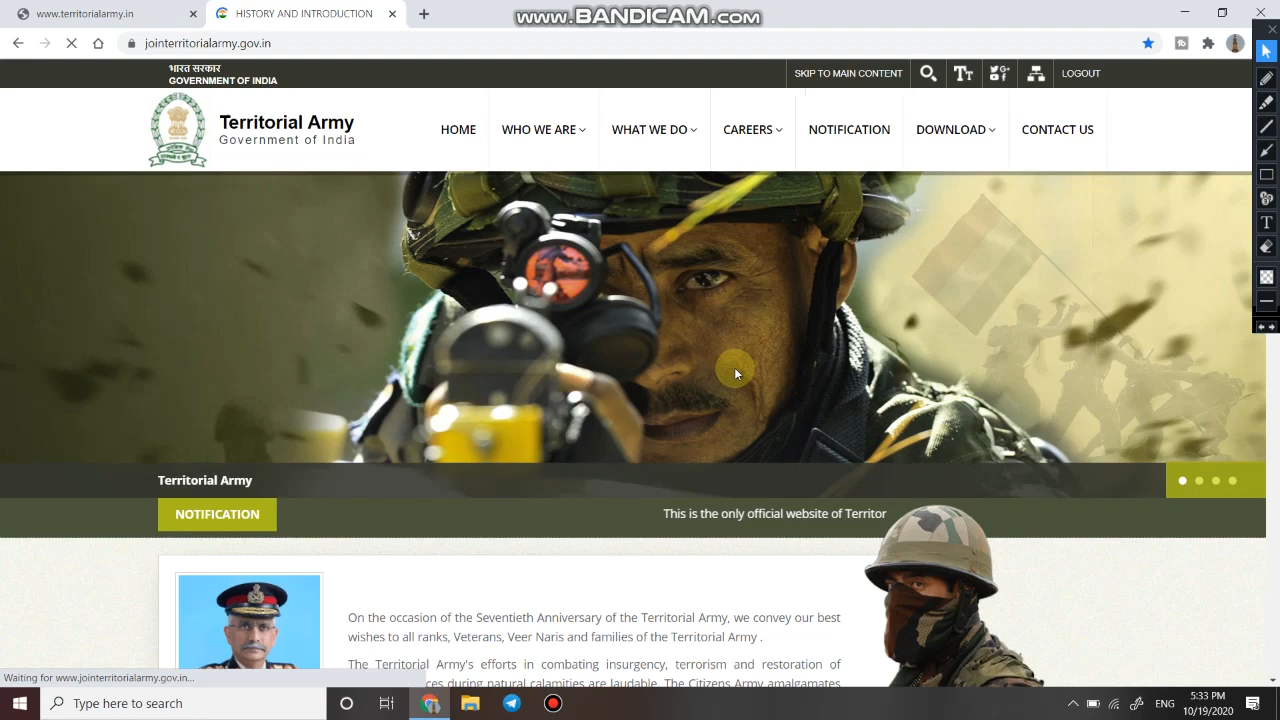 www.BANDICAM.com
www.territorialarmy.in
HISTORY AND INTRODUCTION
jointerritorialarmy.gov.in
भारत सरकार
GOVERNMENT OF INDIA
SKIP TO MAIN CONTENT
LOGOUT
Territorial Army
Government of India
HOME
WHO WE ARE
WHAT WE DO
CAREERS
NOTIFICATION
DOWNLOAD
CONTACT US
Territorial Army
NOTIFICATION
This is the only official website of Territor
On the occasion of the Seventieth Anniversary of the Territorial Army, we convey our best
wishes to all ranks, Veterans, Veer Naris and families of the Territorial Army .
The Territorial Army's efforts in combating insurgency, terrorism and restoration of
during natural calamities are laudable. The Citizens Army amalgamates
Waiting for www.jointerritorialarmy.gov.in...
Type here to search
ENG
5:33 PM
10/19/2020